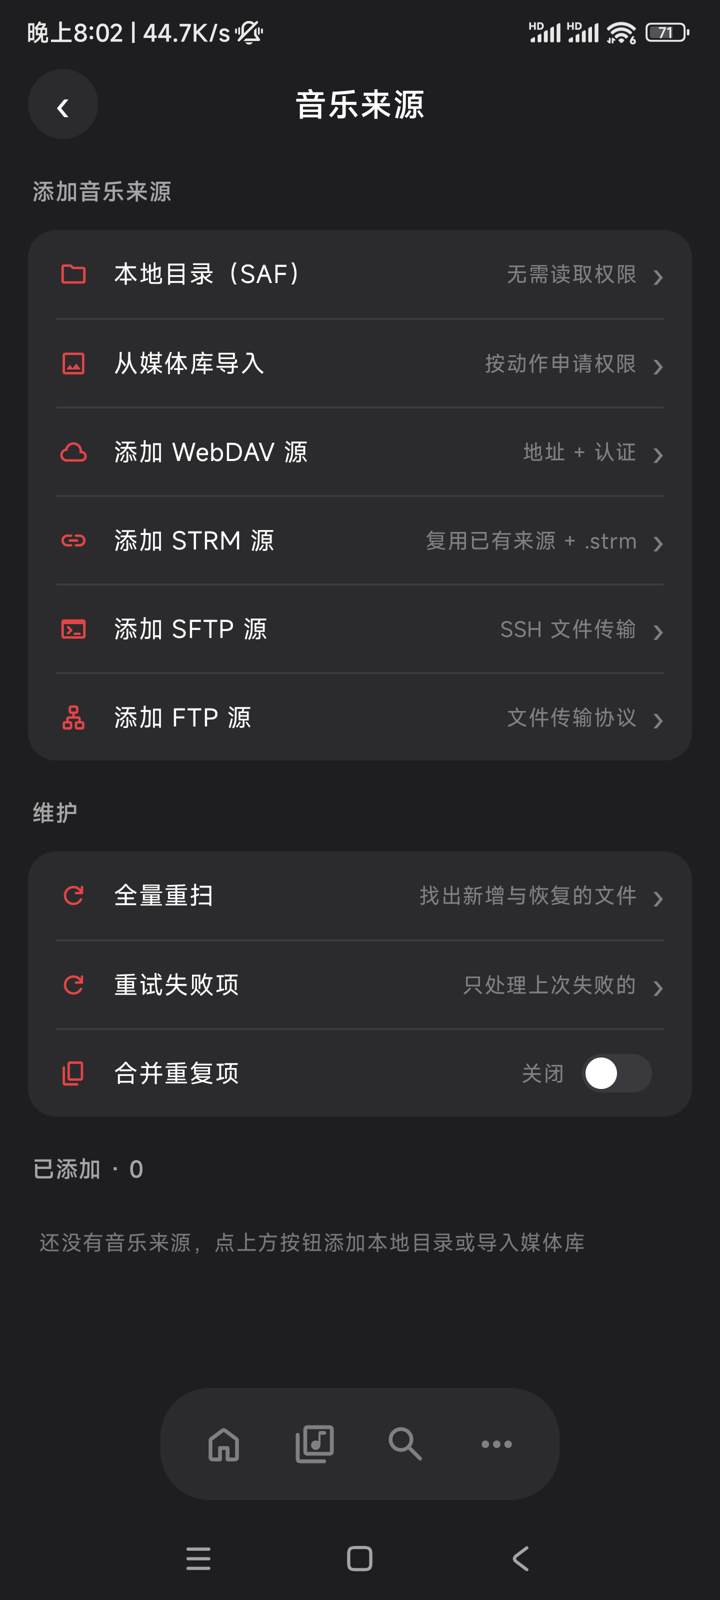 晚上8:02 | 44.7K/s
HD HD 6 71
音乐来源
添加音乐来源
本地目录（SAF） 无需读取权限
从媒体库导入 按动作申请权限
添加 WebDAV 源 地址 + 认证
添加 STRM 源 复用已有来源 + .strm
添加 SFTP 源 SSH 文件传输
添加 FTP 源 文件传输协议
维护
全量重扫 找出新增与恢复的文件
重试失败项 只处理上次失败的
合并重复项 关闭
已添加 · 0
还没有音乐来源，点上方按钮添加本地目录或导入媒体库